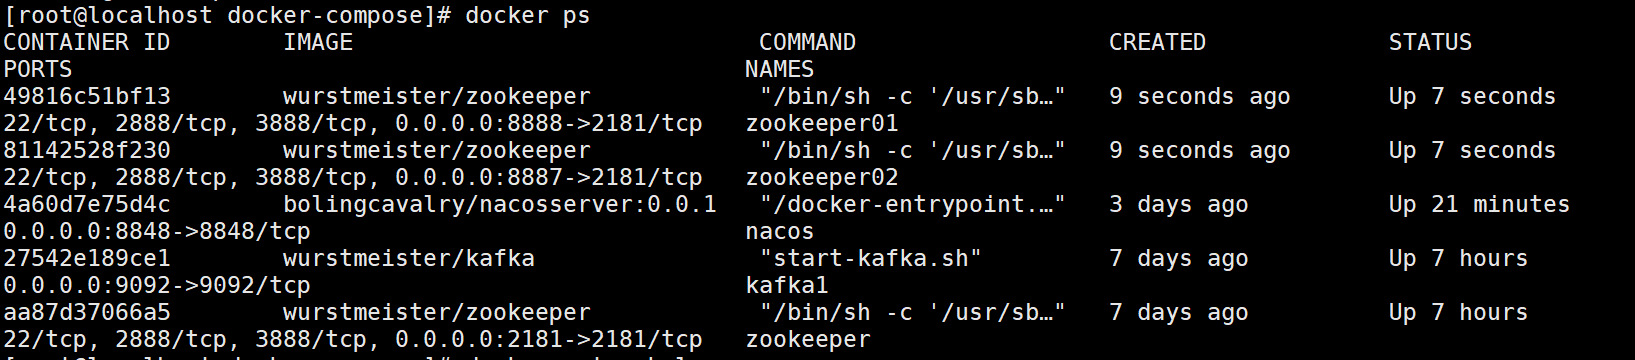 [root@localhost docker-compose]# docker ps
CONTAINER ID        IMAGE                             COMMAND                  CREATED             STATUS
PORTS                                                NAMES
49816c51bf13        wurstmeister/zookeeper            "/bin/sh -c '/usr/sb…"   9 seconds ago       Up 7 seconds
22/tcp, 2888/tcp, 3888/tcp, 0.0.0.0:8888->2181/tcp   zookeeper01
81142528f230        wurstmeister/zookeeper            "/bin/sh -c '/usr/sb…"   9 seconds ago       Up 7 seconds
22/tcp, 2888/tcp, 3888/tcp, 0.0.0.0:8887->2181/tcp   zookeeper02
4a60d7e75d4c        bolingcavalry/nacosserver:0.0.1   "/docker-entrypoint.…"   3 days ago          Up 21 minutes
0.0.0.0:8848->8848/tcp                               nacos
27542e189ce1        wurstmeister/kafka                "start-kafka.sh"         7 days ago          Up 7 hours
0.0.0.0:9092->9092/tcp                               kafka1
aa87d37066a5        wurstmeister/zookeeper            "/bin/sh -c '/usr/sb…"   7 days ago          Up 7 hours
22/tcp, 2888/tcp, 3888/tcp, 0.0.0.0:2181->2181/tcp   zookeeper